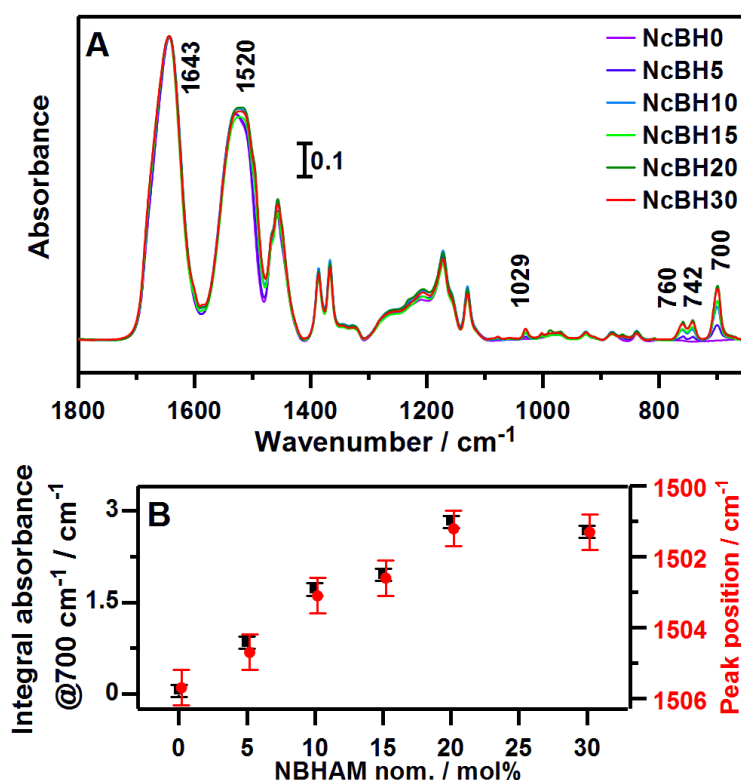 A
1643
1520
0.1
NcBH0
NcBH5
NcBH10
NcBH15
NcBH20
NcBH30
1029
760
742
700
Absorbance
1800
1600
1400
1200
1000
800
Wavenumber / cm-1
B
Integral absorbance
@700 cm-1 / cm-1
3
1.5
0
1500
1502
1504
1506
Peak position / cm-1
0
5
10
15
20
25
30
NBHAM nom. / mol%